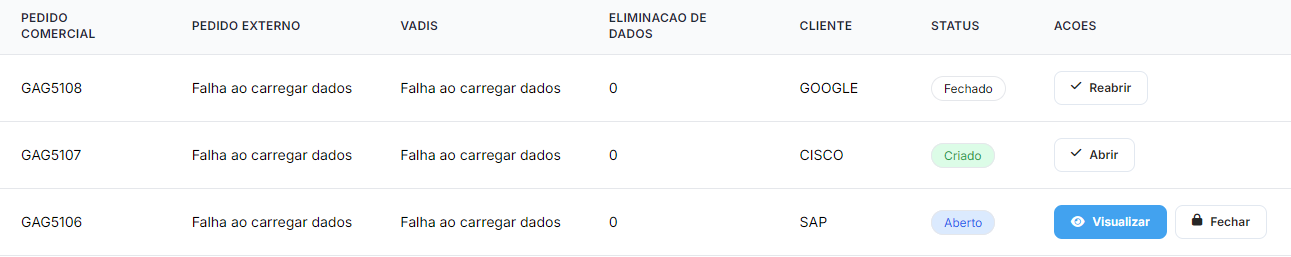 PEDIDO COMERCIAL PEDIDO EXTERNO VADIS ELIMINACAO DE DADOS CLIENTE STATUS ACOES
GAG5108 Falha ao carregar dados Falha ao carregar dados 0 GOOGLE Fechado Reabrir
GAG5107 Falha ao carregar dados Falha ao carregar dados 0 CISCO Criado Abrir
GAG5106 Falha ao carregar dados Falha ao carregar dados 0 SAP Aberto Visualizar Fechar